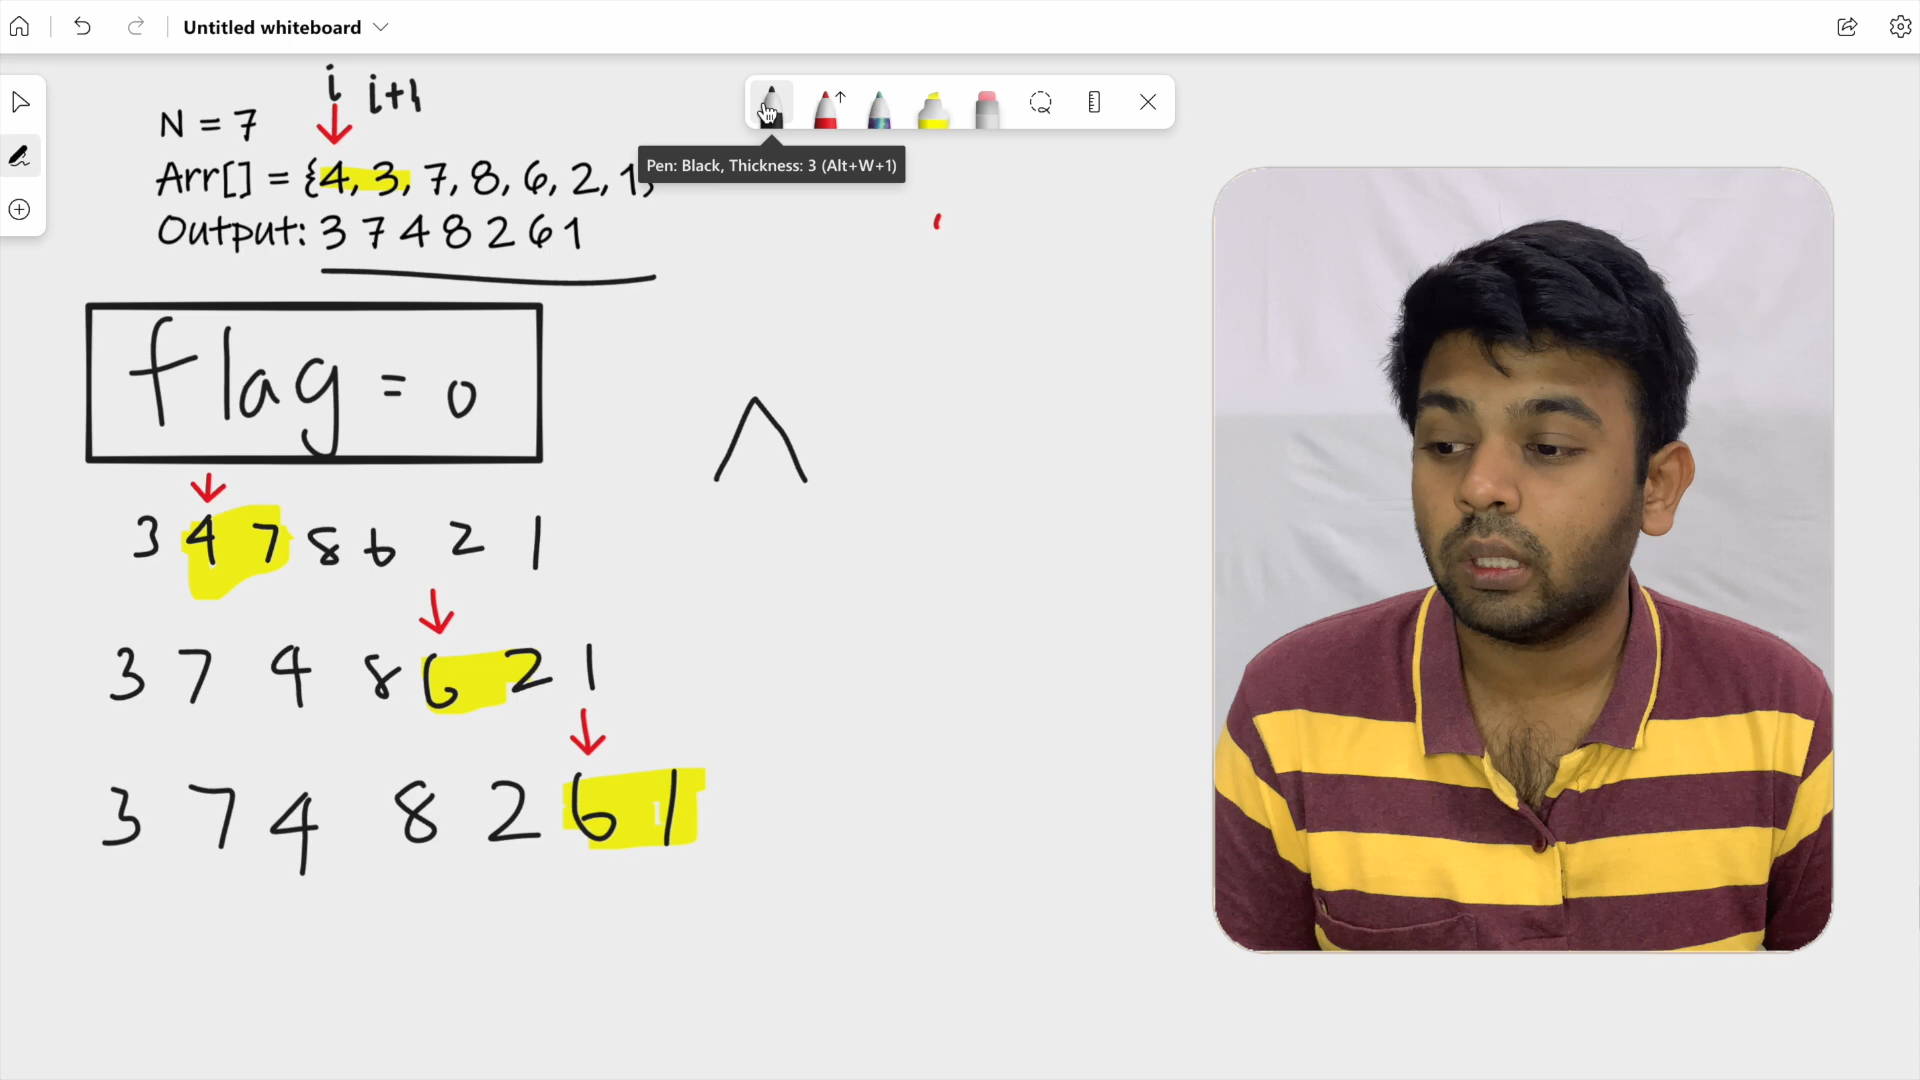 Untitled whiteboard
i i+1
N = 7
Pen: Black, Thickness: 3 (Alt+W+1)
Arr[] = {4, 3, 7, 8, 6, 2, 1}
Output: 3 7 4 8 2 6 1
flag = 0
3 4 7 8 6 2 1
3 7 4 8 6 2 1
3 7 4 8 2 6 1